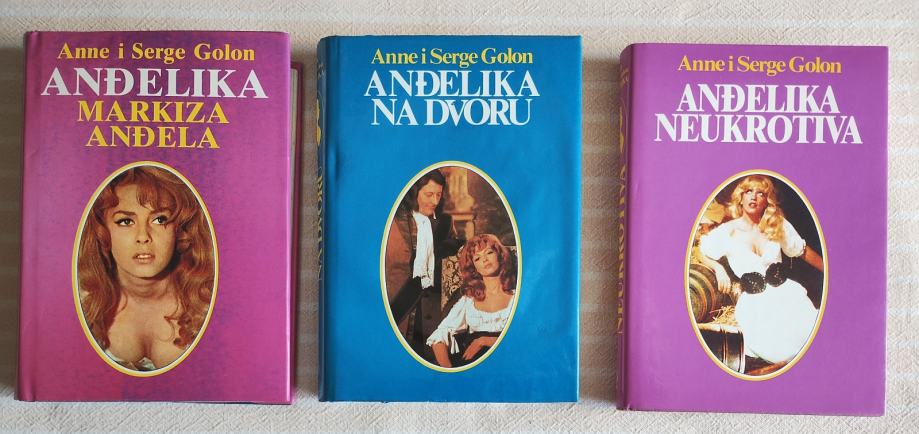 Anne i Serge Golon
ANĐELIKA
MARKIZA
ANĐELA
Anne i Serge Golon
ANĐELIKA
NA DVORU
Anne i Serge Golon
ANĐELIKA
NEUKROTIVA
NEUKROTIVA